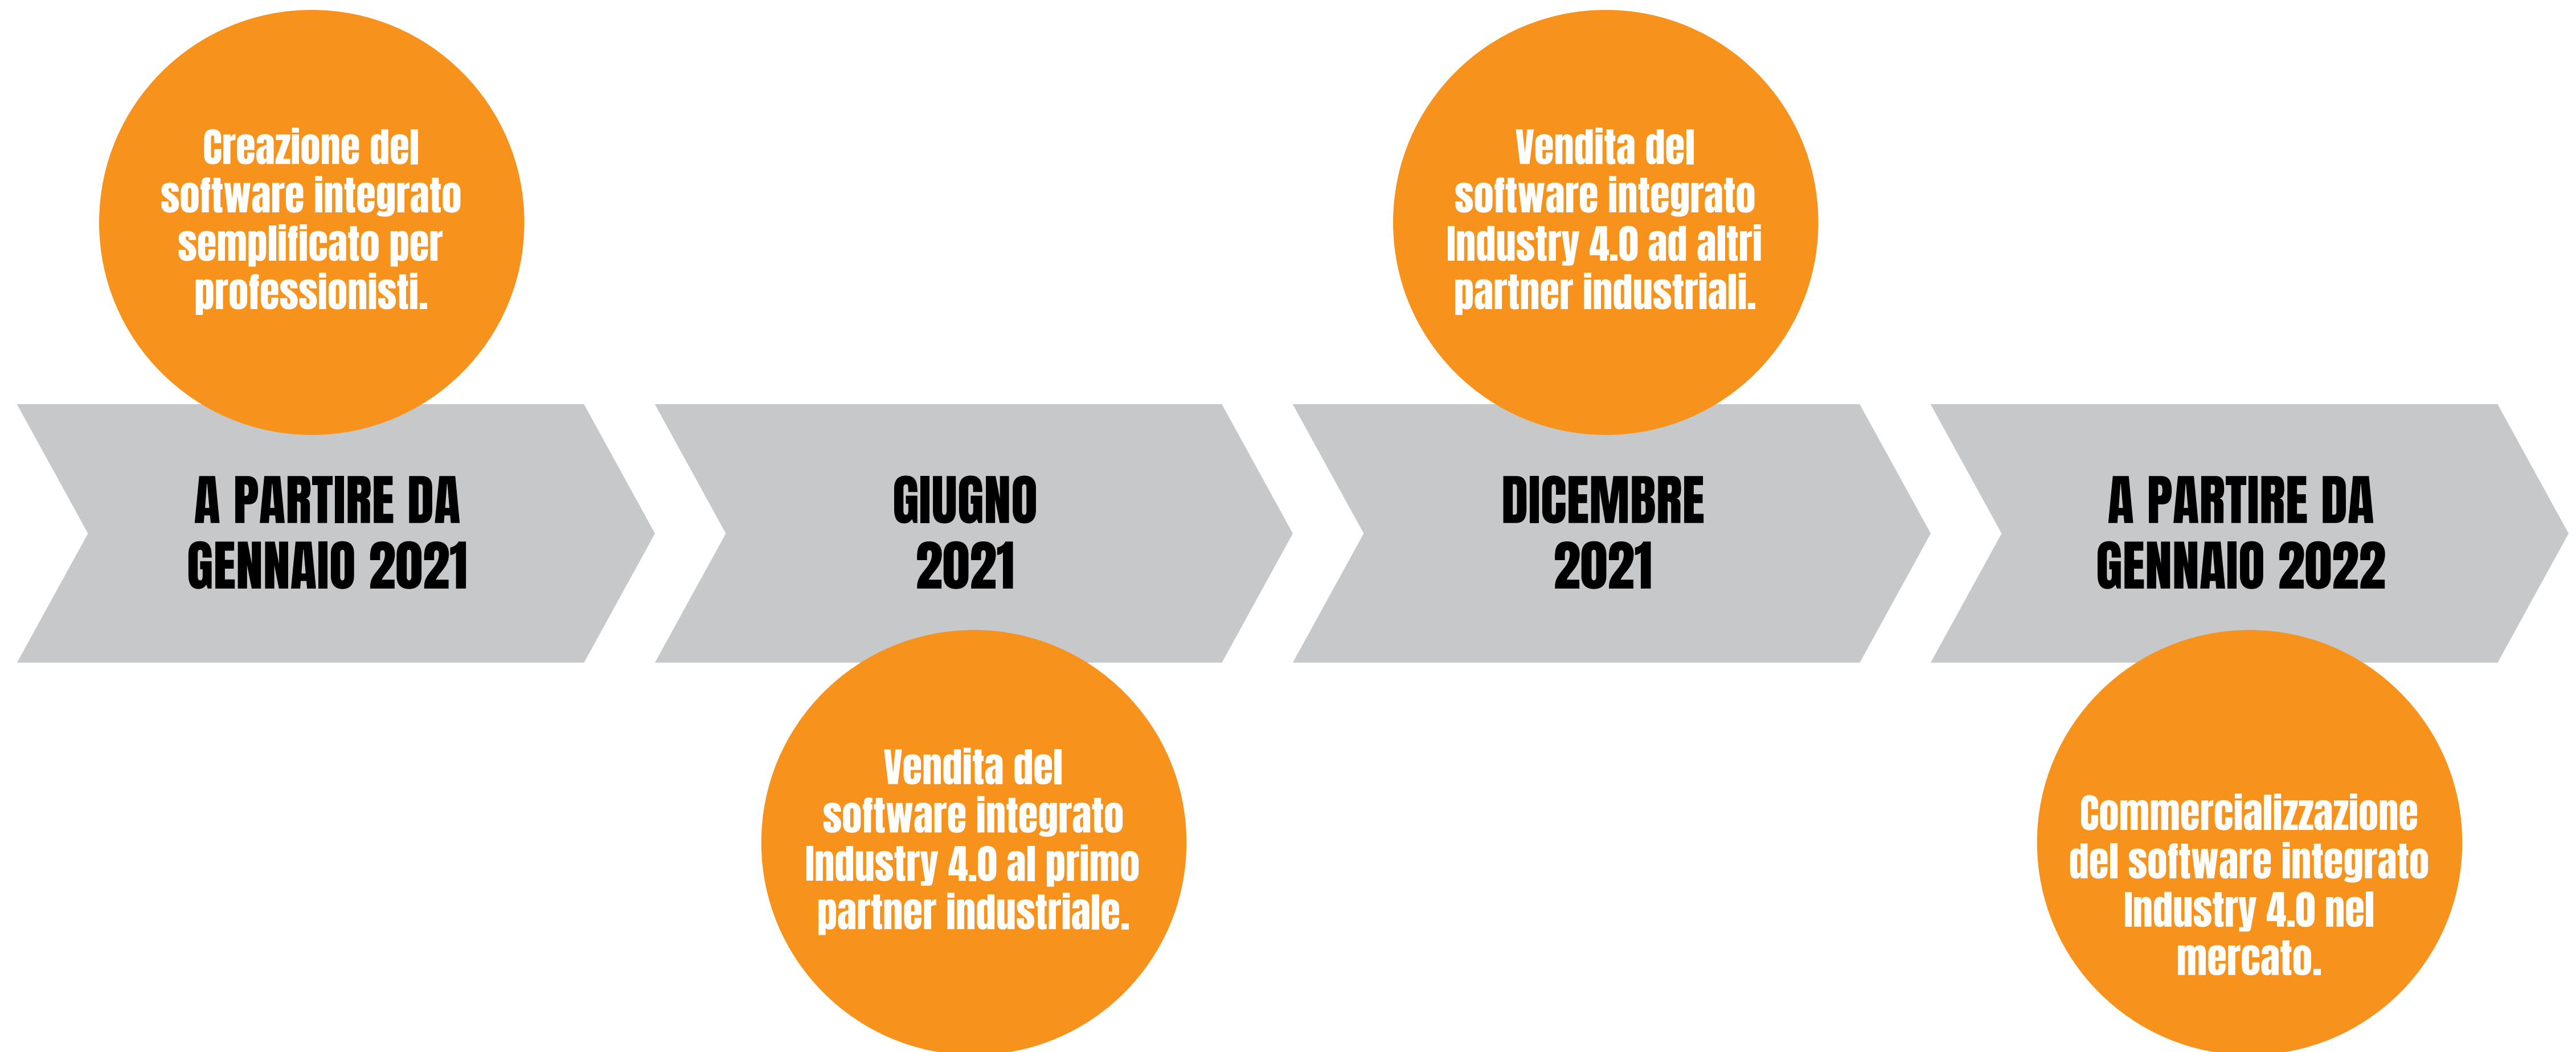 Creazione del
software integrato
semplificato per
professionisti.
A PARTIRE DA
GENNAIO 2021
GIUGNO
2021
Vendita del
software integrato
Industry 4.0 al primo
partner industriale.
Vendita del
software integrato
Industry 4.0 ad altri
partner industriali.
DICEMBRE
2021
A PARTIRE DA
GENNAIO 2022
Commercializzazione
del software integrato
Industry 4.0 nel
mercato.